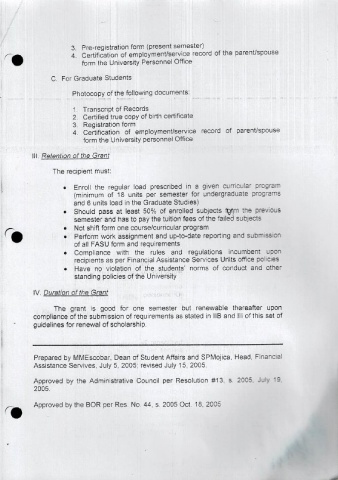 3. Pre-registration form (present semester)
4. Certification of employment/service record of the parent/spouse
form the University Personnel Office
C. For Graduate Students
Photocopy of the following documents:
1. Transcript of Records
2. Certified true copy of birth certificate
3. Registration form
4. Certification of employment/service record of parent/spouse
form the University personnel Office
III. Retention of the Grant
The recipient must:
• Enroll the regular load prescribed in a given curricular program
(minimum of 18 units per semester for undergraduate programs
and 6 units load in the Graduate Studies)
• Should pass at least 50% of enrolled subjects form the previous
semester and has to pay the tuition fees of the failed subjects
• Not shift form one course/curricular program
• Perform work assignment and up-to-date reporting and submission
of all FASU form and requirements
• Compliance with the rules and regulations incumbent upon
recipients as per Financial Assistance Services Units office policies
• Have no violation of the students' norms of conduct and other
standing policies of the University
IV. Duration of the Grant
The grant is good for one semester but renewable thereafter upon
compliance of the submission of requirements as stated in IIB and III of this set of
guidelines for renewal of scholarship.
Prepared by MMEscobar, Dean of Student Affairs and SPMojica, Head, Financial
Assistance Servives, July 5, 2005: revised July 15, 2005.
Approved by the Administrative Council per Resolution #13, s. 2005, July 19,
2005.
Approved by the BOR per Res. No. 44, s. 2005 Oct. 18, 2005